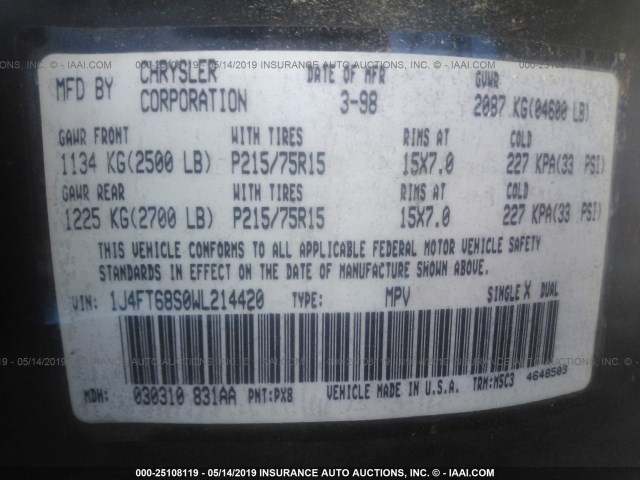 MFD BY CHRYSLER CORPORATION DATE OF MFR 3-98 GVWR 2087 KG(04600 LB)
GAWR FRONT WITH TIRES RIMS AT COLD
1134 KG(2500 LB) P215/75R15 15X7.0 227 KPA(33 PSI)
GAWR REAR WITH TIRES RIMS AT COLD
1225 KG(2700 LB) P215/75R15 15X7.0 227 KPA(33 PSI)
THIS VEHICLE CONFORMS TO ALL APPLICABLE FEDERAL MOTOR VEHICLE SAFETY
STANDARDS IN EFFECT ON THE DATE OF MANUFACTURE SHOWN ABOVE.
VIN: 1J4FT68S0WL214420 TYPE: MPV SINGLE X DUAL
MDH: 030310 831AA PNT:PX8 VEHICLE MADE IN U.S.A. TRM:MSC3 4648503
000-25108119 - 05/14/2019 INSURANCE AUTO AUCTIONS, INC. - IAAI.COM